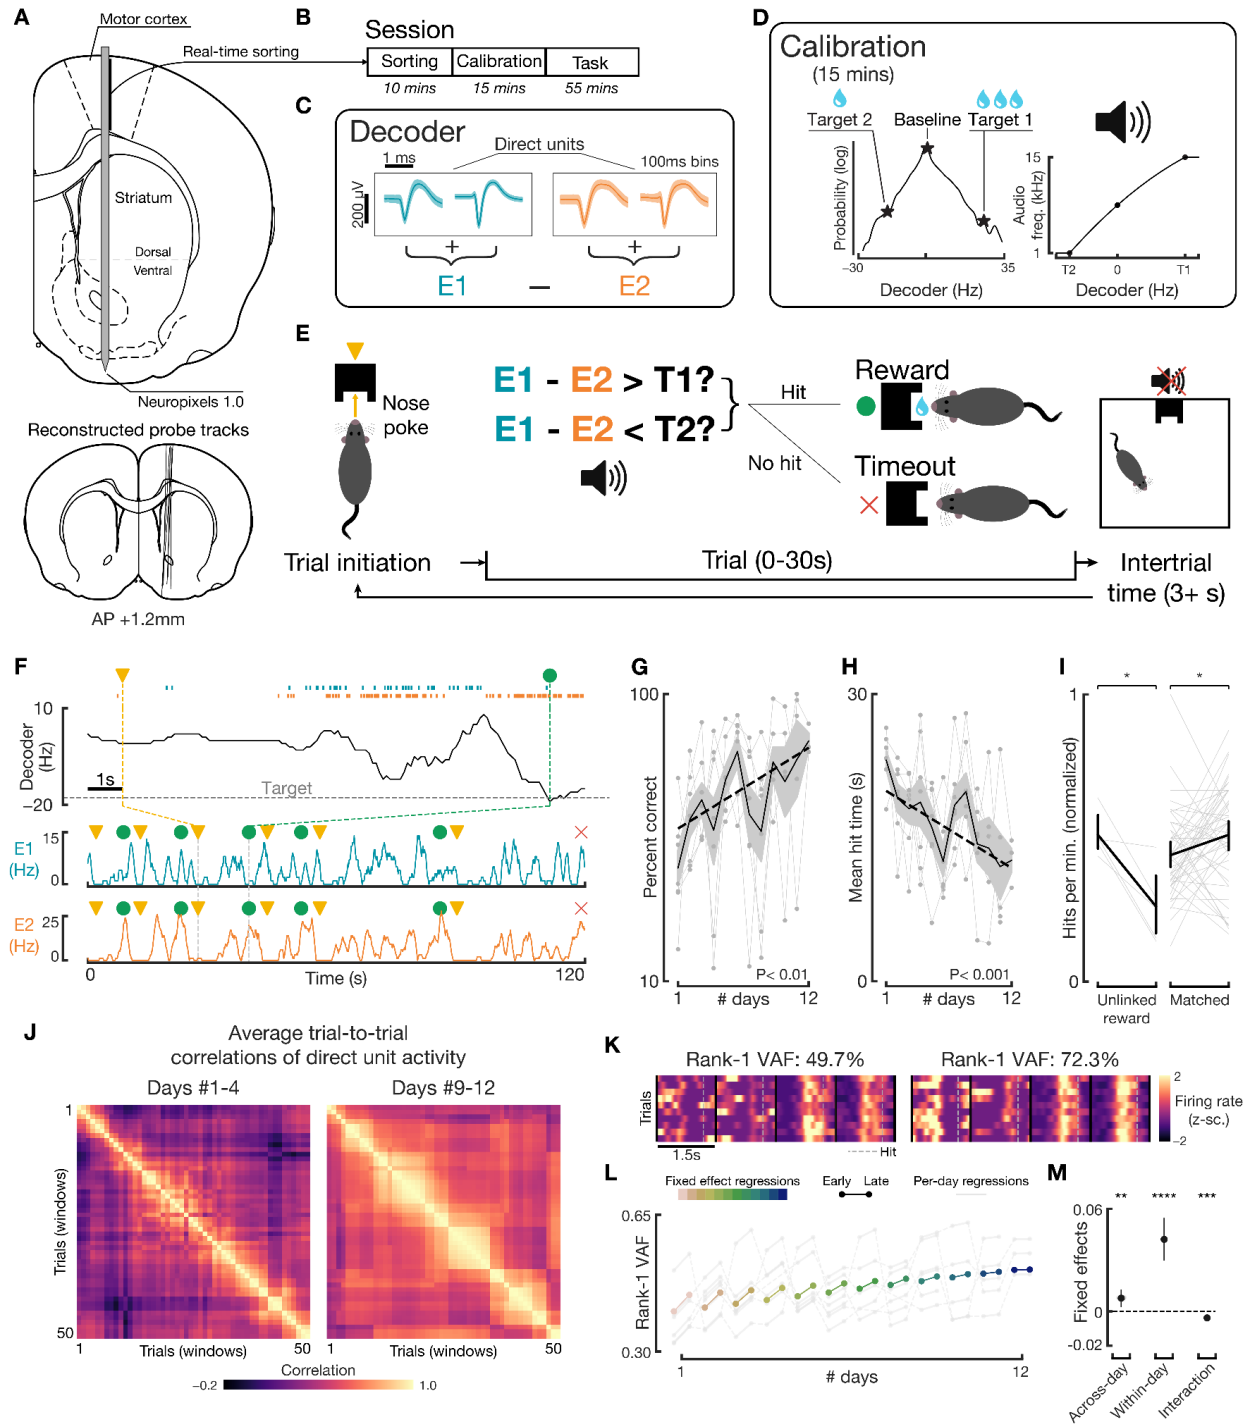 A
Motor cortex
Real-time sorting
Striatum
Dorsal
Ventral
Neuropixels 1.0
Reconstructed probe tracks
AP +1.2mm
B
Session
Sorting Calibration Task
10 mins 15 mins 55 mins
C
Decoder
Direct units
1 ms
100ms bins
200 μV
+ +
E1 – E2
D
Calibration
(15 mins)
Target 2 Baseline Target 1
Probability (log)
−30 35
Decoder (Hz)
Audio
freq. (kHz)
15
1
T2 0 T1
Decoder (Hz)
E
Nose
poke
E1 - E2 > T1?
E1 - E2 < T2?
Hit
No hit
Reward
Timeout
Trial initiation
Trial (0-30s)
Intertrial
time (3+ s)
F
Decoder
(Hz)
10
−20
1s
Target
E1
(Hz)
15
0
E2
(Hz)
25
0
0 120
Time (s)
G
Percent correct
100
10
P< 0.01
1 12
# days
H
Mean hit time (s)
30
0
P< 0.001
1 12
# days
I
Hits per min. (normalized)
1
0
* *
Unlinked
reward
Matched
J
Average trial-to-trial
correlations of direct unit activity
Days #1-4 Days #9-12
Trials (windows)
1
50
1 50
Trials (windows)
1 50
Trials (windows)
Correlation
−0.2 1.0
K
Rank-1 VAF: 49.7% Rank-1 VAF: 72.3%
Trials
1.5s
Hit
2
−2
Firing rate
(z-sc.)
L
Fixed effect regressions
Early Late
Per-day regressions
Rank-1 VAF
0.65
0.30
1 12
# days
M
** **** ***
Fixed effects
0.06
0
−0.02
Across-day
Within-day
Interaction